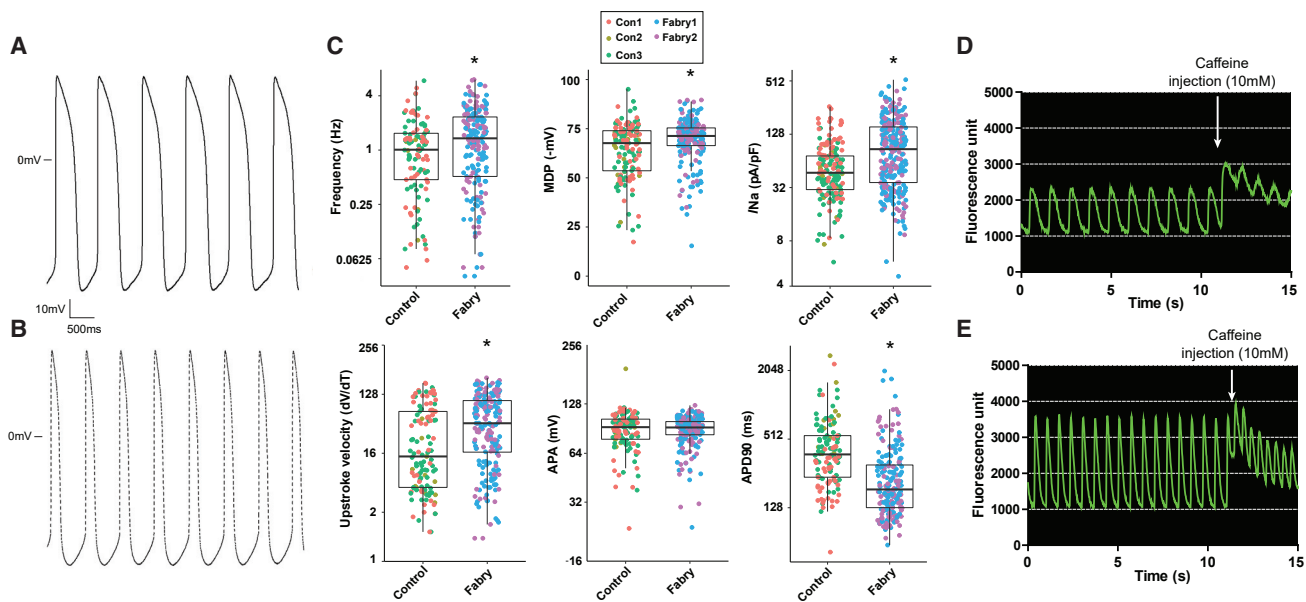 A
0mV
10mV
500ms
B
0mV
C
Con1
Con2
Con3
Fabry1
Fabry2
Frequency (Hz)
4
1
0.25
0.0625
*
Control
Fabry
MDP (-mV)
100
75
50
25
0
*
Control
Fabry
INa (pA/pF)
512
128
32
8
4
*
Control
Fabry
Upstroke velocity (dV/dT)
256
128
16
2
1
*
Control
Fabry
APA (mV)
256
128
64
32
-16
Control
Fabry
APD90 (ms)
2048
512
128
*
Control
Fabry
D
Caffeine
injection (10mM)
Fluorescence unit
5000
4000
3000
2000
1000
0
0 5 10 15
Time (s)
E
Caffeine
injection (10mM)
Fluorescence unit
5000
4000
3000
2000
1000
0
0 5 10 15
Time (s)